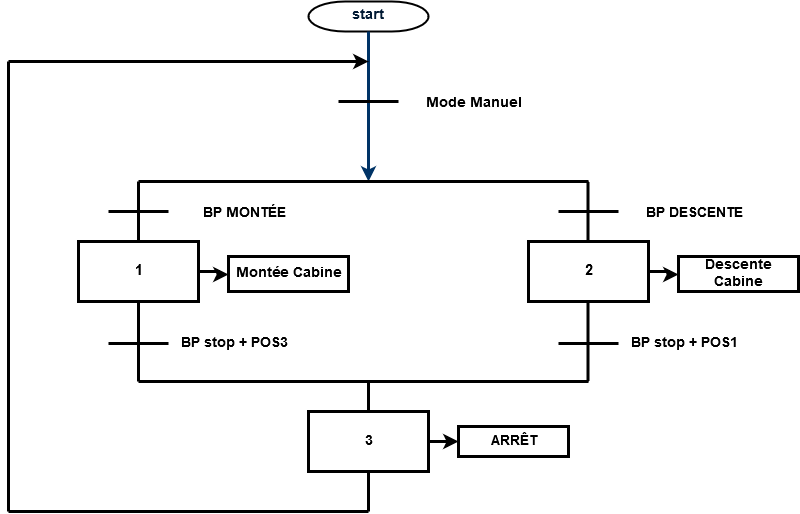 start
Mode Manuel
BP MONTÉE
BP DESCENTE
1
Montée Cabine
2
Descente
Cabine
BP stop + POS3
BP stop + POS1
3
ARRÊT